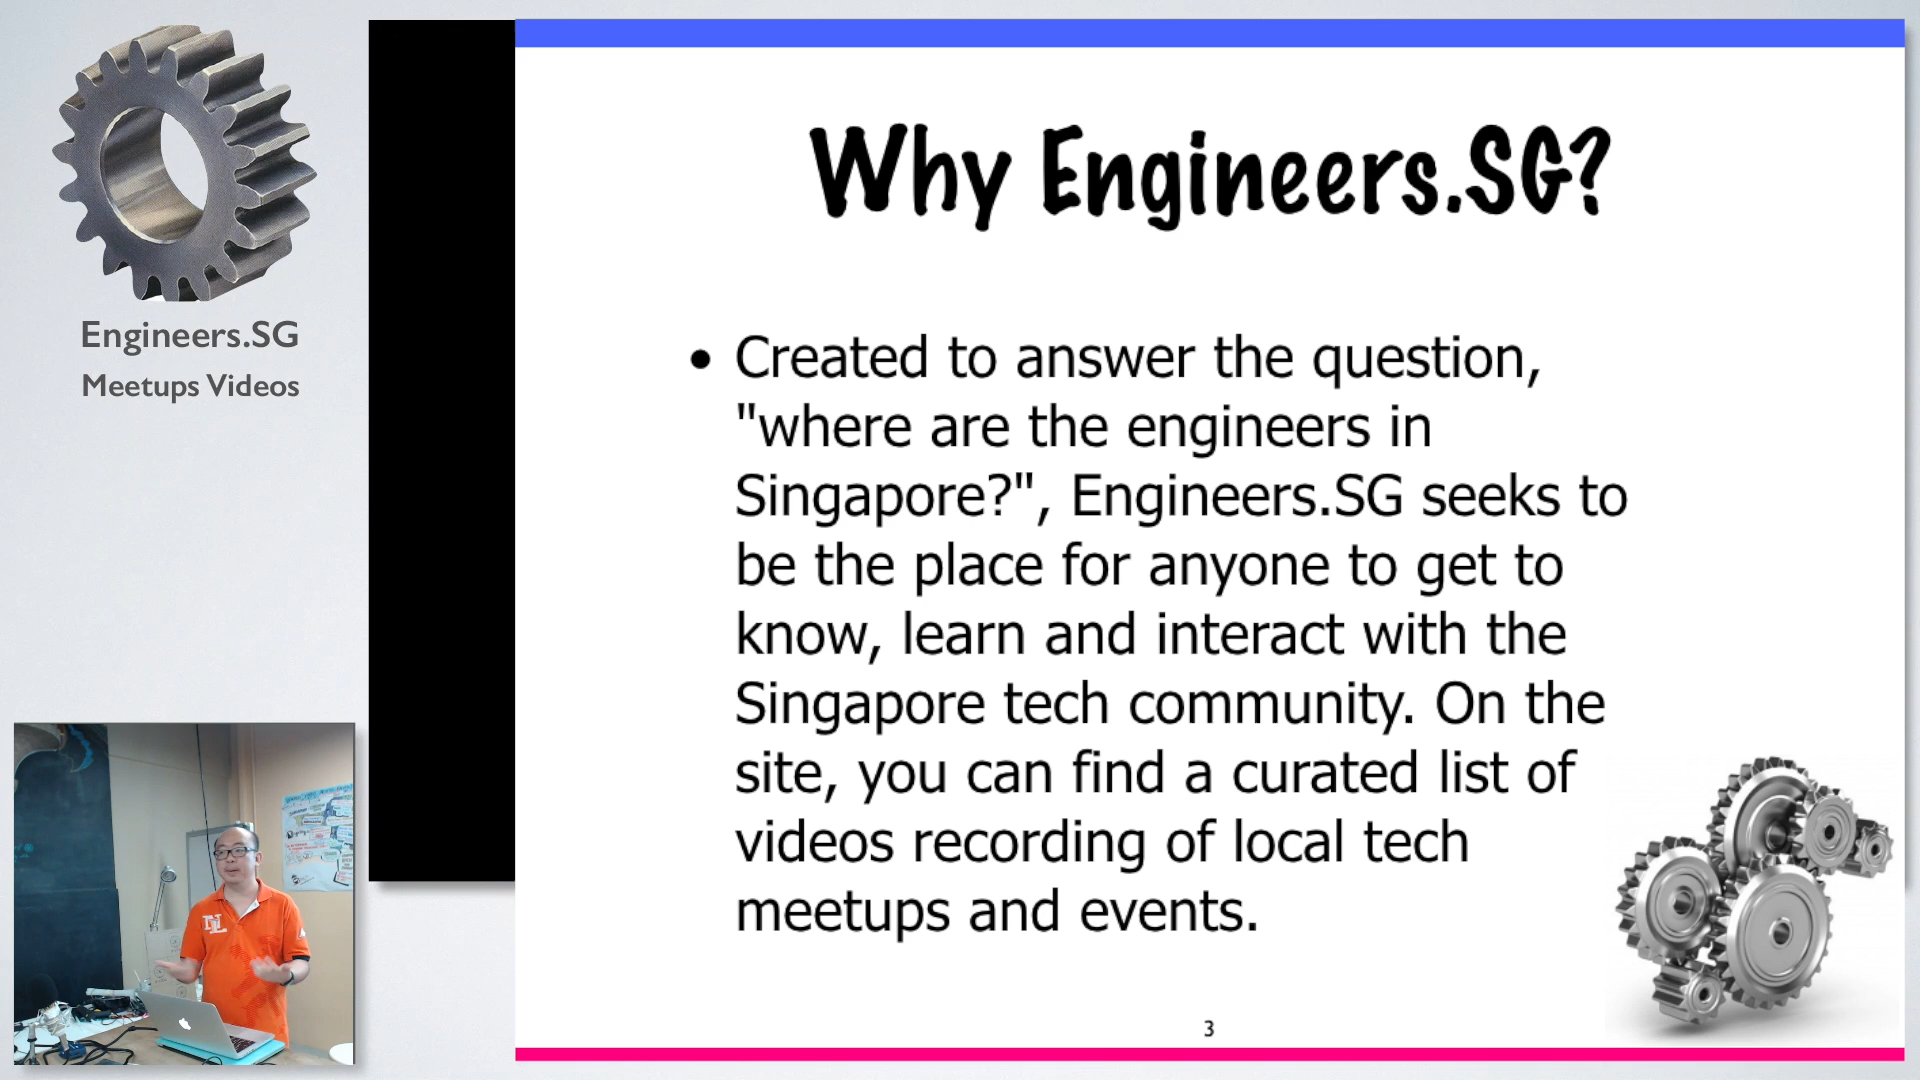 Engineers.SG
Meetups Videos
Why Engineers.SG?
• Created to answer the question,
"where are the engineers in
Singapore?", Engineers.SG seeks to
be the place for anyone to get to
know, learn and interact with the
Singapore tech community. On the
site, you can find a curated list of
videos recording of local tech
meetups and events.
3